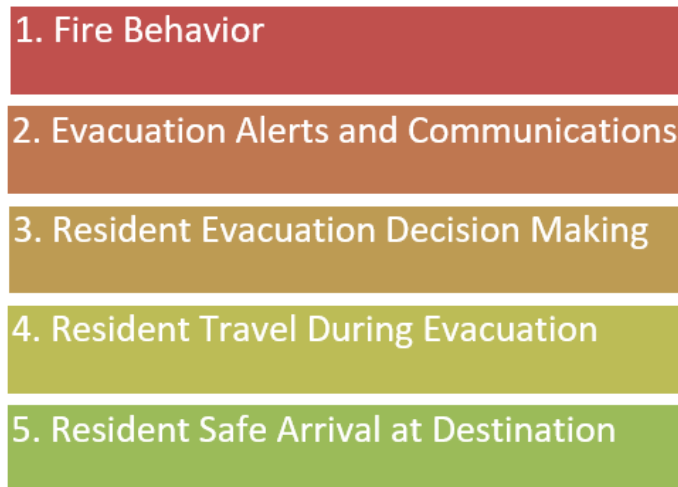 1. Fire Behavior
2. Evacuation Alerts and Communications
3. Resident Evacuation Decision Making
4. Resident Travel During Evacuation
5. Resident Safe Arrival at Destination